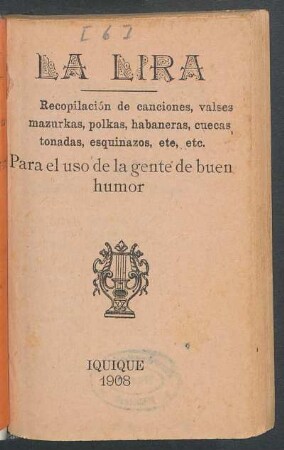 [6]
LA LIRA
Recopilación de canciones, valses
mazurkas, polkas, habaneras, cuecas,
tonadas, esquinazos, etc, etc.
Para el uso de la gente de buen
humor
IQUIQUE
1908